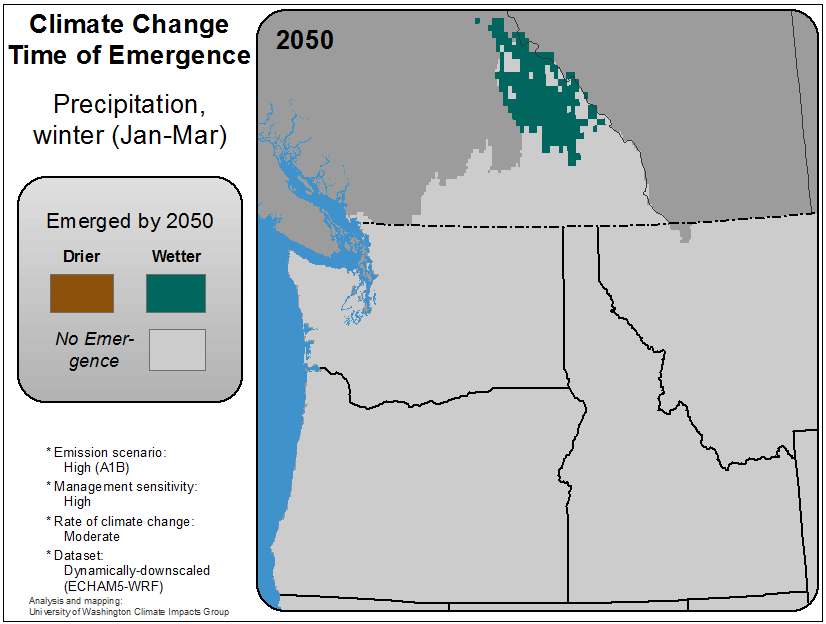 Climate Change
Time of Emergence
Precipitation,
winter (Jan-Mar)
Emerged by 2050
Drier Wetter
No Emer-
gence
* Emission scenario:
High (A1B)
* Management sensitivity:
High
* Rate of climate change:
Moderate
* Dataset:
Dynamically-downscaled
(ECHAM5-WRF)
Analysis and mapping:
University of Washington Climate Impacts Group
2050